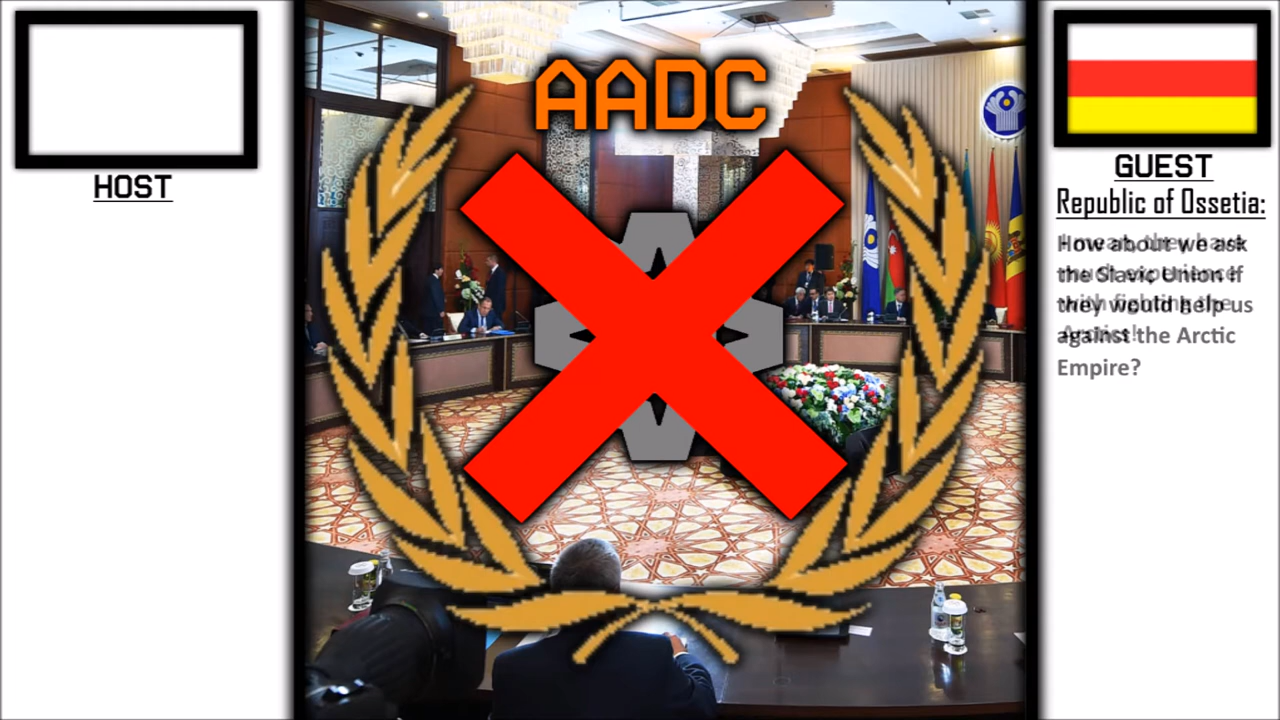 AADC
HOST
GUEST
Republic of Ossetia:
How about we ask
the Slavic Union if
they would help us
against the Arctic
Empire?